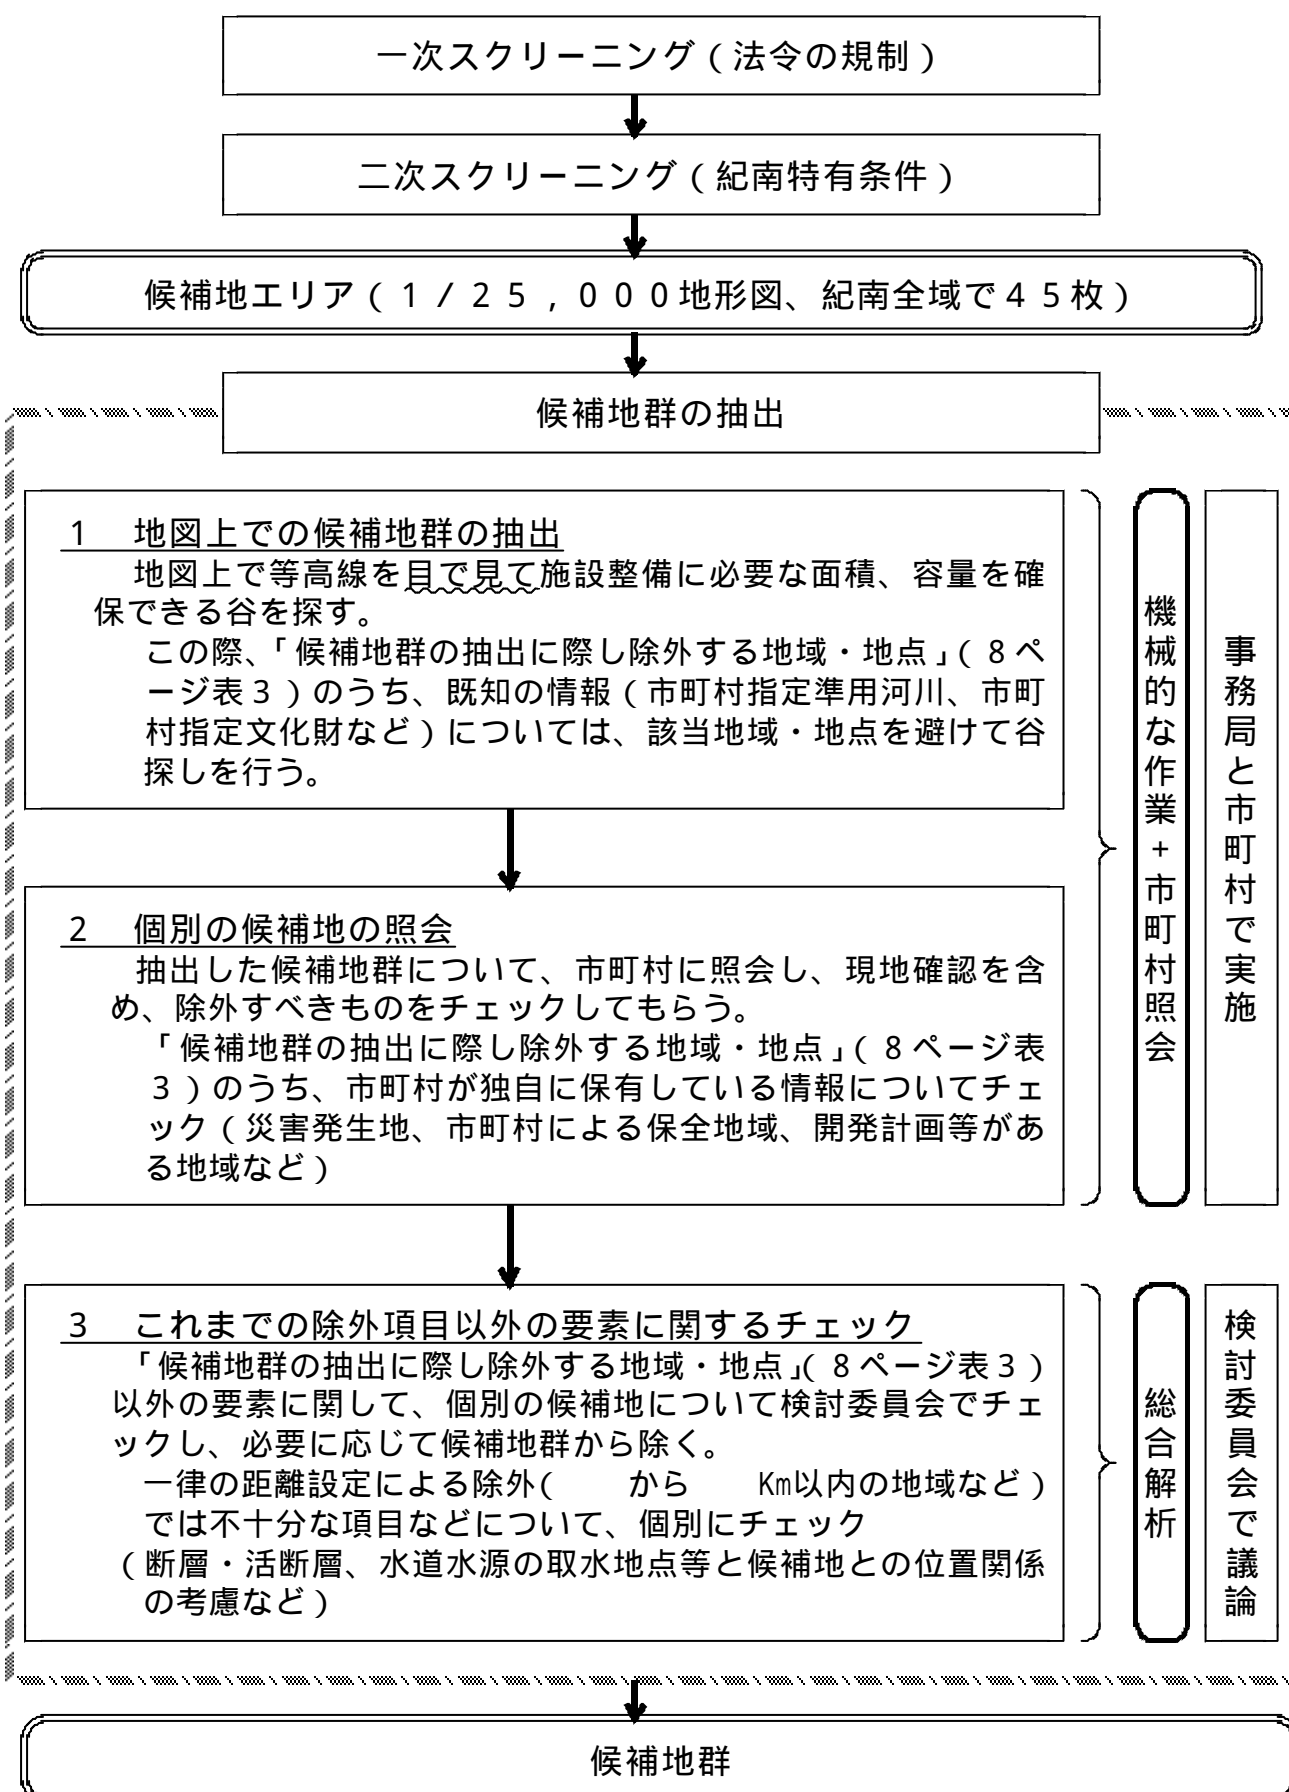 一次スクリーニング(法令の規制)
二次スクリーニング(紀南特有条件)
候補地エリア(1/25,000地形図、紀南全域で45枚)
候補地群の抽出
1 地図上での候補地群の抽出
地図上で等高線を目で見て施設整備に必要な面積、容量を確
保できる谷を探す。
この際、「候補地群の抽出に際し除外する地域・地点」(8ペ
ージ表3)のうち、既知の情報(市町村指定準用河川、市町
村指定文化財など)については、該当地域・地点を避けて谷
探しを行う。
2 個別の候補地の照会
抽出した候補地群について、市町村に照会し、現地確認を含
め、除外すべきものをチェックしてもらう。
「候補地群の抽出に際し除外する地域・地点」(8ページ表
3)のうち、市町村が独自に保有している情報についてチェ
ック(災害発生地、市町村による保全地域、開発計画等があ
る地域など)
機械的な作業+市町村照会
事務局と市町村で実施
3 これまでの除外項目以外の要素に関するチェック
「候補地群の抽出に際し除外する地域・地点」(8ページ表3)
以外の要素に関して、個別の候補地について検討委員会でチェ
ックし、必要に応じて候補地群から除く。
一律の距離設定による除外(  から  Km以内の地域など)
では不十分な項目などについて、個別にチェック
(断層・活断層、水道水源の取水地点等と候補地との位置関係
の考慮など)
総合解析
検討委員会で議論
候補地群